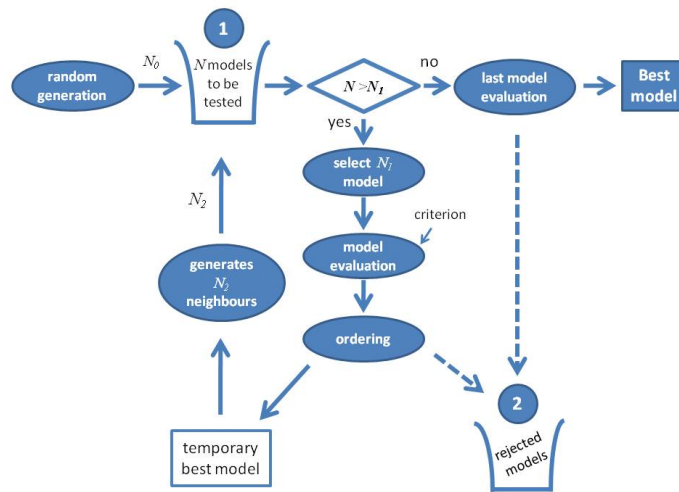 1
N₀
random
generation
N models
to be
tested
N >N₁
no
last model
evaluation
Best
model
yes
select N₁
model
N₂
criterion
model
evaluation
generates
N₂
neighbours
ordering
2
temporary
best model
rejected
models